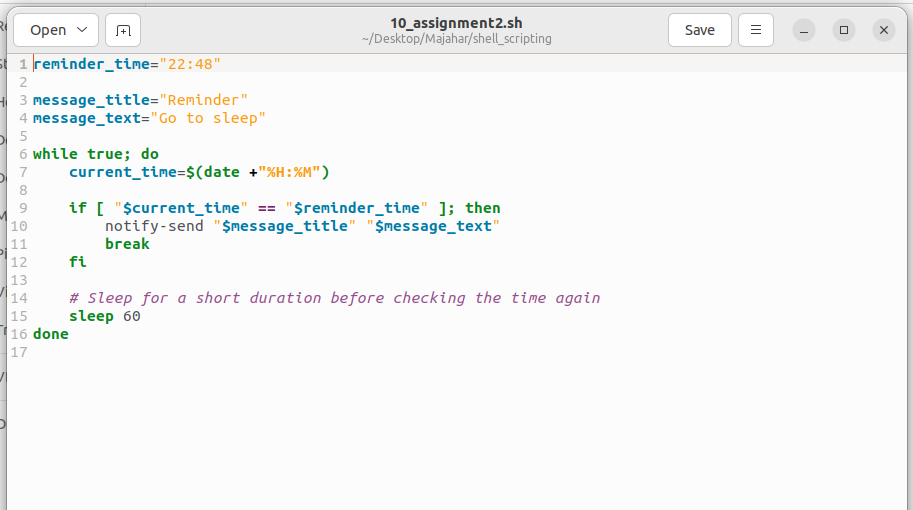 Open
10_assignment2.sh
~/Desktop/Majahar/shell_scripting
Save
1 reminder_time="22:48"
2
3 message_title="Reminder"
4 message_text="Go to sleep"
5
6 while true; do
7     current_time=$(date +"%H:%M")
8
9     if [ "$current_time" == "$reminder_time" ]; then
10         notify-send "$message_title" "$message_text"
11         break
12     fi
13
14     # Sleep for a short duration before checking the time again
15     sleep 60
16 done
17